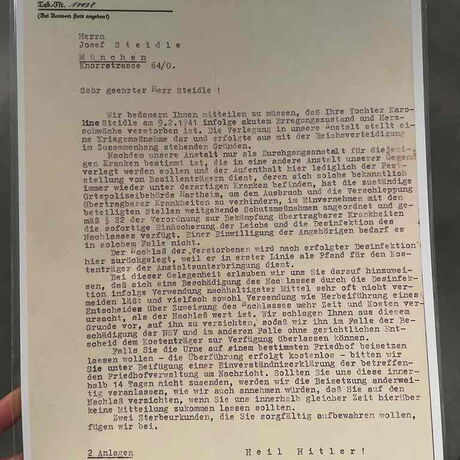 Tgb.Nr.
(Bei Antwort stets angeben!)
Herrn
Josef Steidle
München
Knorrstrasse 64/0.
Sehr geehrter Herr Steidle!
Wir bedauern Ihnen mitteilen zu müssen, daß Ihre Tochter Karo-
line Steidle am 9.2.1941 infolge akuten Erregungszustand und Herz-
schwäche verstorben ist. Die Verlegung in unsere Anstalt stellt ei-
ne Kriegsmaßnahme dar und erfolgte aus mit der Reichsverteidigung
im Zusammenhang stehenden Gründen.
Nachdem unsere Anstalt nur als Durchgangsanstalt für diejeni-
gen Kranken bestimmt ist, die in eine andere Anstalt unserer Gegend
verlegt werden sollen und der Aufenthalt hier lediglich der Fest-
stellung von Bazillenträgern dient, deren sich solche bekanntlich
immer wieder unter derartigen Kranken befinden, hat die zuständige
Ortspolizeibehörde Hartheim, um den Ausbruch und die Verschleppung
übertragbarer Krankheiten zu verhindern, im Einvernehmen mit den
beteiligten Stellen weitgehende Schutzmaßnahmen angeordnet und ge-
mäß § 22 der Verordnung zur Bekämpfung übertragbarer Krankheiten
die sofortige Einäscherung der Leiche und die Desinfektion des
Nachlasses verfügt. Einer Einwilligung der Angehörigen bedarf es
in solchem Falle nicht.
Der Nachlaß der Verstorbenen wird nach erfolgter Desinfektion
hier zurückgelegt, weil er in erster Linie als Pfand für den Kos-
tenträger der Anstaltsunterbringung dient.
Bei dieser Gelegenheit erlauben wir uns Sie darauf hinzuwei-
sen, daß sich eine Beschädigung des Nachlasses durch die Desinfek-
tion infolge Verwendung nachhaltigster Mittel sehr oft nicht ver-
meiden läßt und vielfach sowohl Versendung wie Herbeiführung eines
Entscheides über Zuweisung des Nachlasses mehr Zeit und Kosten ver-
ursacht, als der Nachlaß wert ist. Wir schlagen Ihnen aus diesem
Grunde vor, auf ihn zu verzichten, sodaß wir ihn im Falle der Be-
schädigung der NSV und im anderen Falle ohne gerichtlichen Ent-
scheid dem Kostenträger zur Verfügung überlassen können.
Falls Sie die Urne auf einem bestimmten Friedhof beisetzen
lassen wollen - die Überführung erfolgt kostenlos - bitten wir
Sie unter Beifügung einer Einverständniserklärung der betreffen-
den Friedhofverwaltung um Nachricht. Sollten Sie uns diese inner-
halb 14 Tagen nicht zusenden, werden wir die Beisetzung anderwei-
tig veranlassen, wie wir auch annehmen würden, daß Sie auf den
Nachlaß verzichten, wenn Sie uns innerhalb gleicher Zeit hierüber
keine Mitteilung zukommen lassen sollten.
Zwei Sterbeurkunden, die Sie sorgfältig aufbewahren wollen,
fügen wir bei.
2 Anlagen
Heil Hitler!